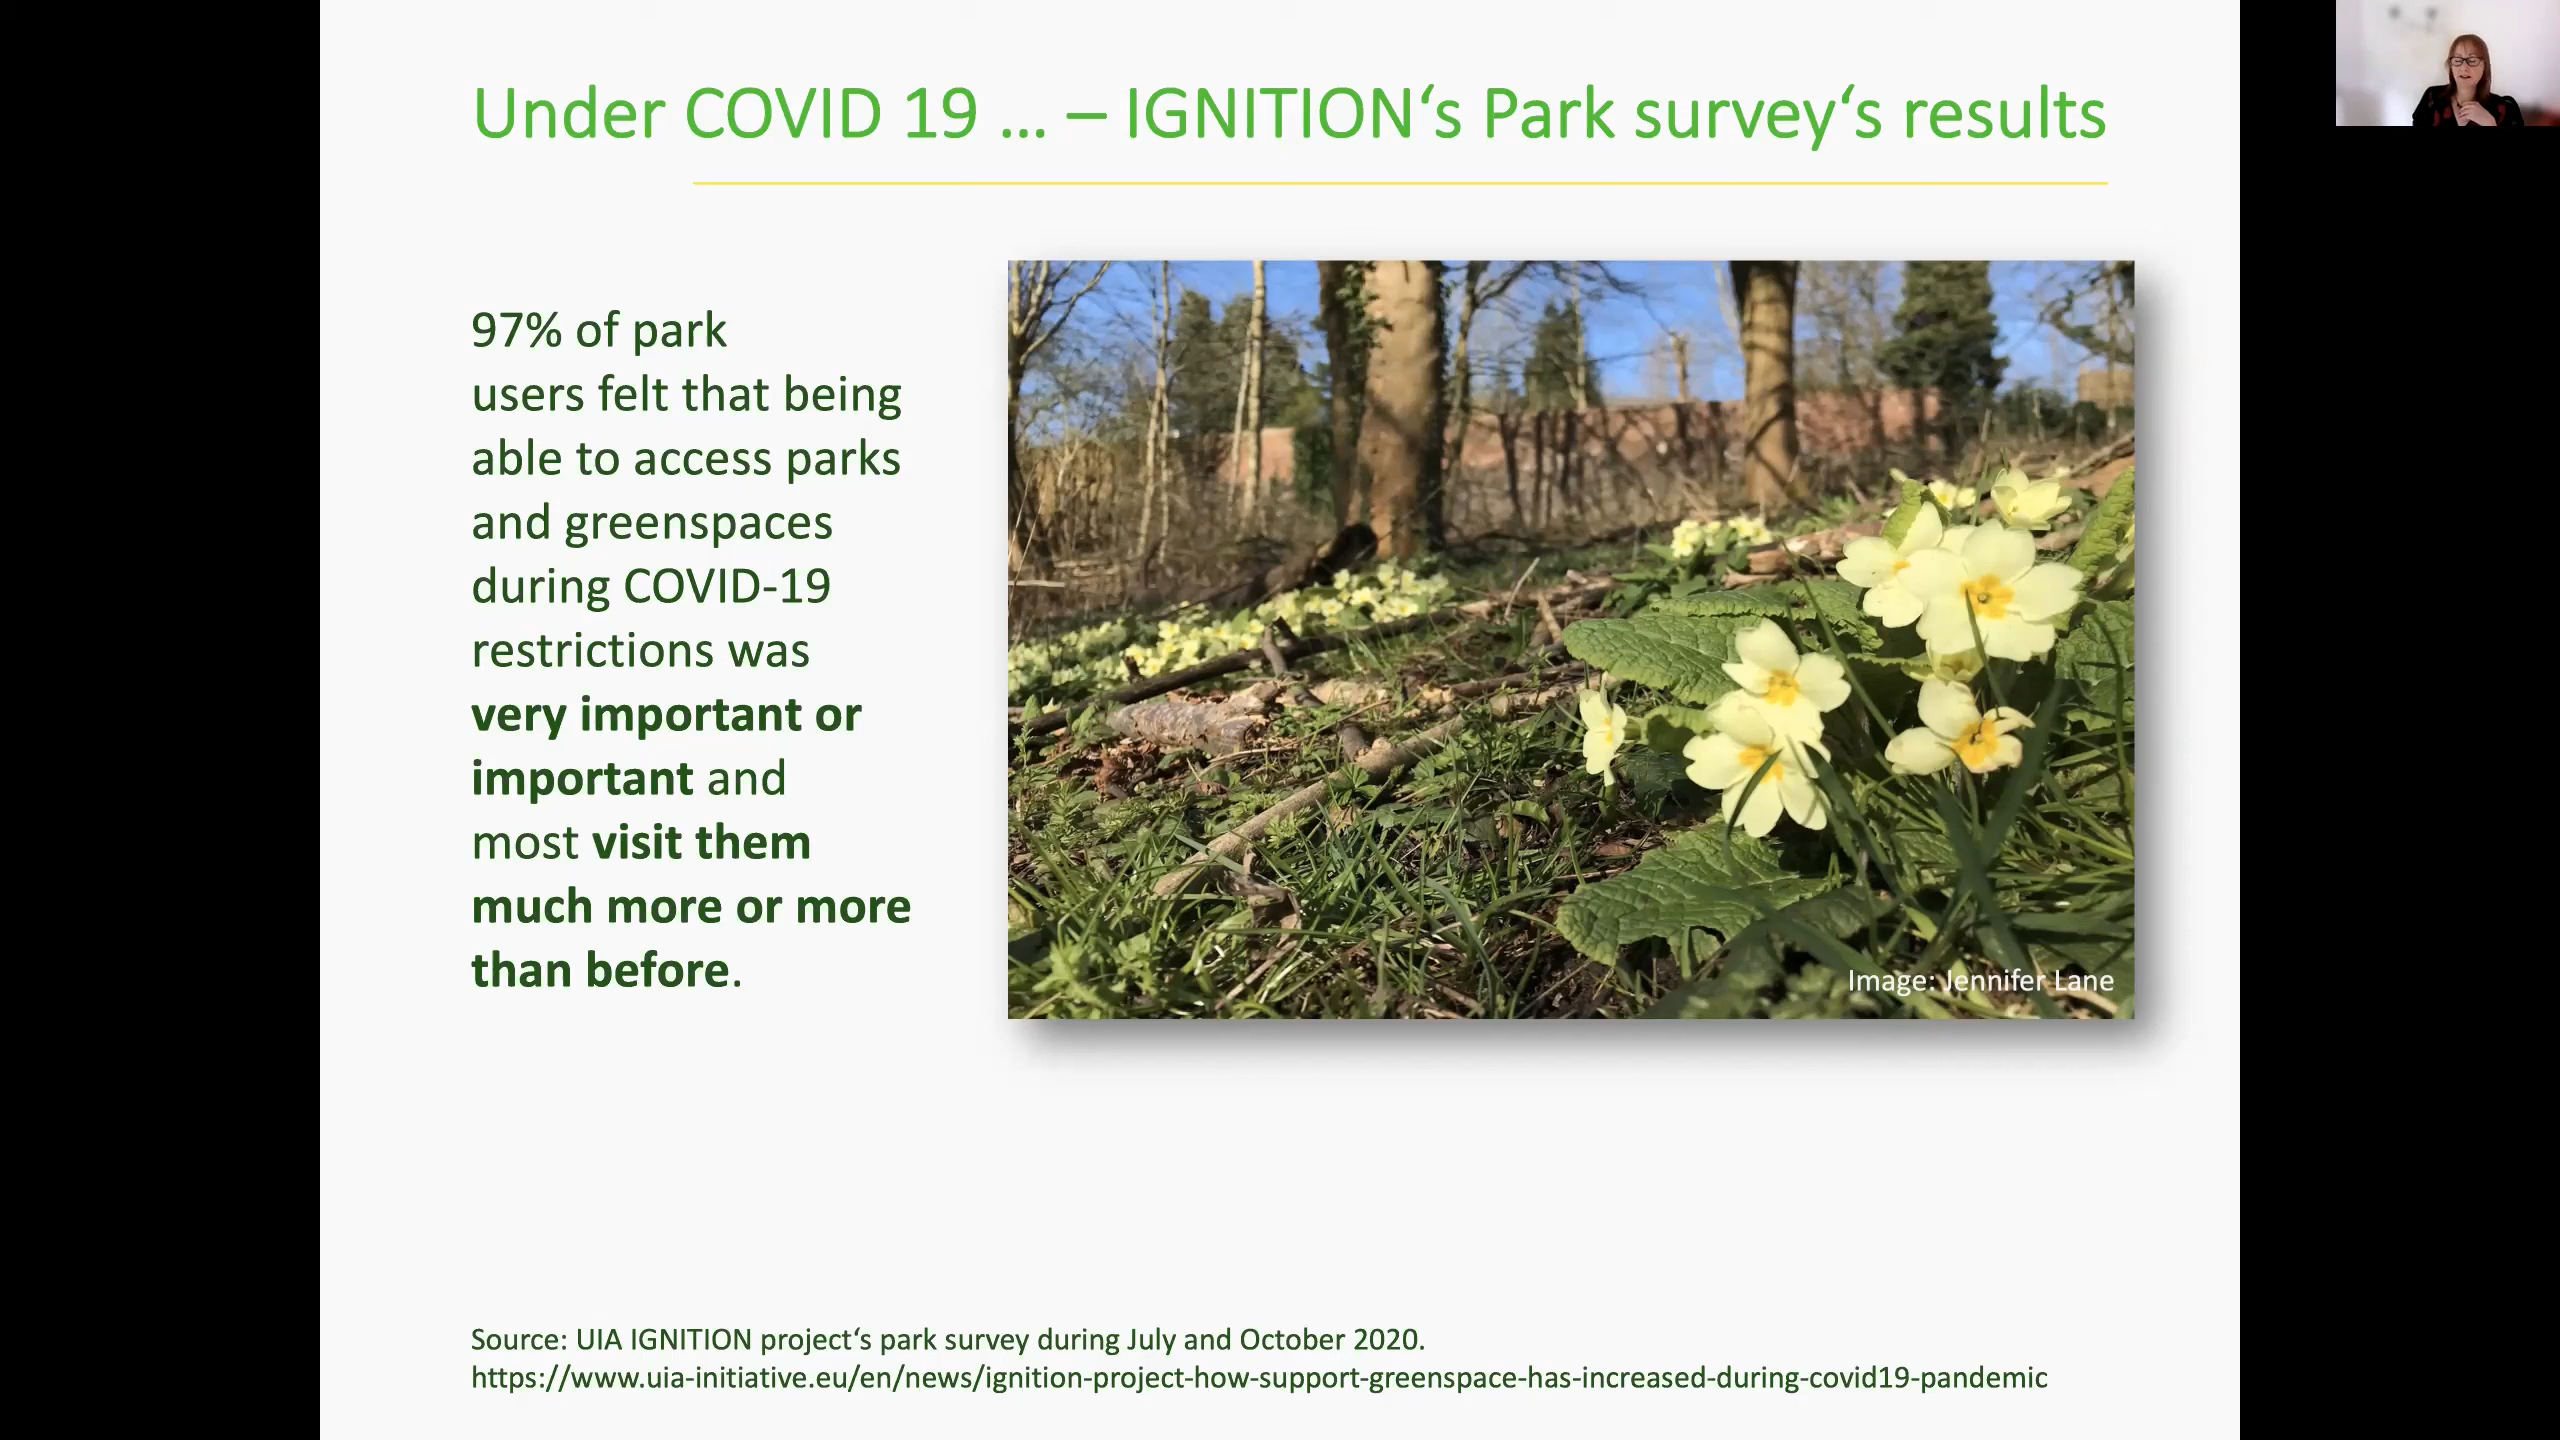 Under COVID 19 ... – IGNITION‘s Park survey‘s results
97% of park
users felt that being
able to access parks
and greenspaces
during COVID-19
restrictions was
very important or
important and
most visit them
much more or more
than before.
Image: Jennifer Lane
Source: UIA IGNITION project‘s park survey during July and October 2020.
https://www.uia-initiative.eu/en/news/ignition-project-how-support-greenspace-has-increased-during-covid19-pandemic